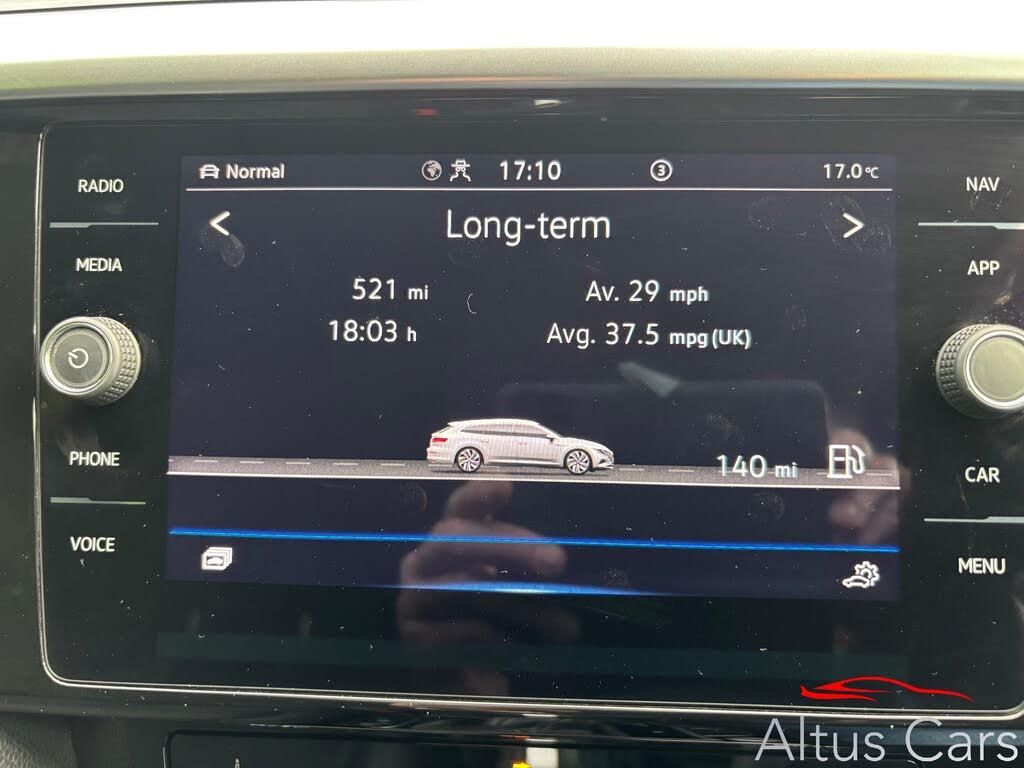 Normal 17:10 3 17.0°C
RADIO
NAV
Long-term
MEDIA
APP
521 mi Av. 29 mph
18:03 h Avg. 37.5 mpg(UK)
PHONE
140 mi
CAR
VOICE
MENU
Altus Cars